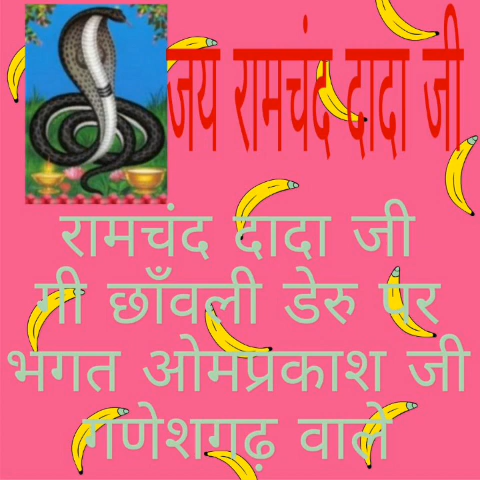 जय रामचंद दादा जी
रामचंद दादा जी
गी छाँवली डेरु पर
भगत ओमप्रकाश जी
गणेशगढ़ वाले